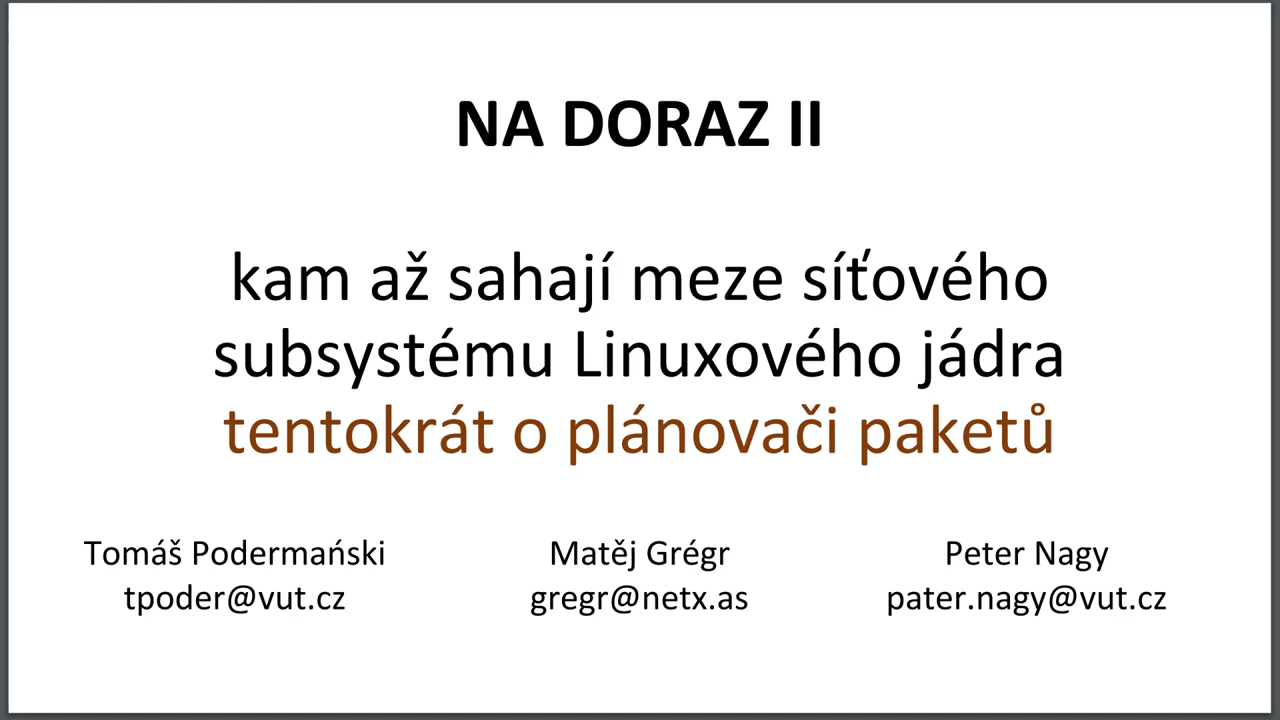 NA DORAZ II
kam až sahají meze síťového
subsystému Linuxového jádra
tentokrát o plánovači paketů
Tomáš Podermański
tpoder@vut.cz
Matěj Grégr
gregr@netx.as
Peter Nagy
pater.nagy@vut.cz